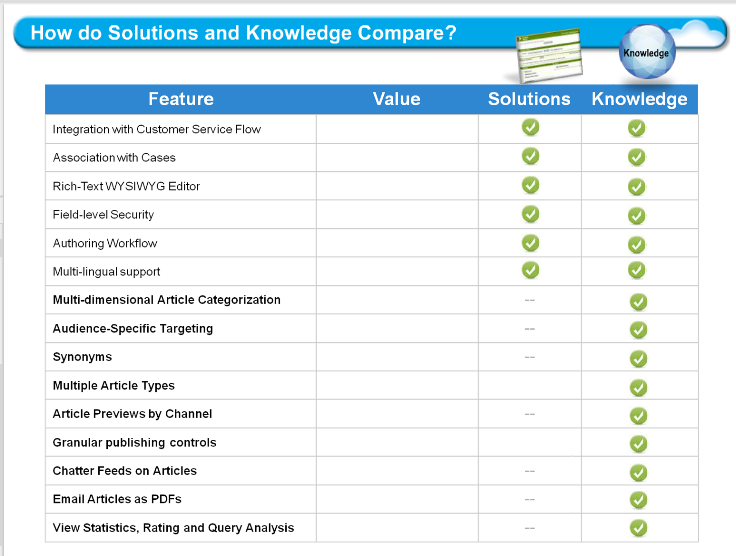 How do Solutions and Knowledge Compare?
Knowledge
Feature Value Solutions Knowledge
Integration with Customer Service Flow
Association with Cases
Rich-Text WYSIWYG Editor
Field-level Security
Authoring Workflow
Multi-lingual support
Multi-dimensional Article Categorization --
Audience-Specific Targeting --
Synonyms --
Multiple Article Types
Article Previews by Channel --
Granular publishing controls
Chatter Feeds on Articles --
Email Articles as PDFs --
View Statistics, Rating and Query Analysis --